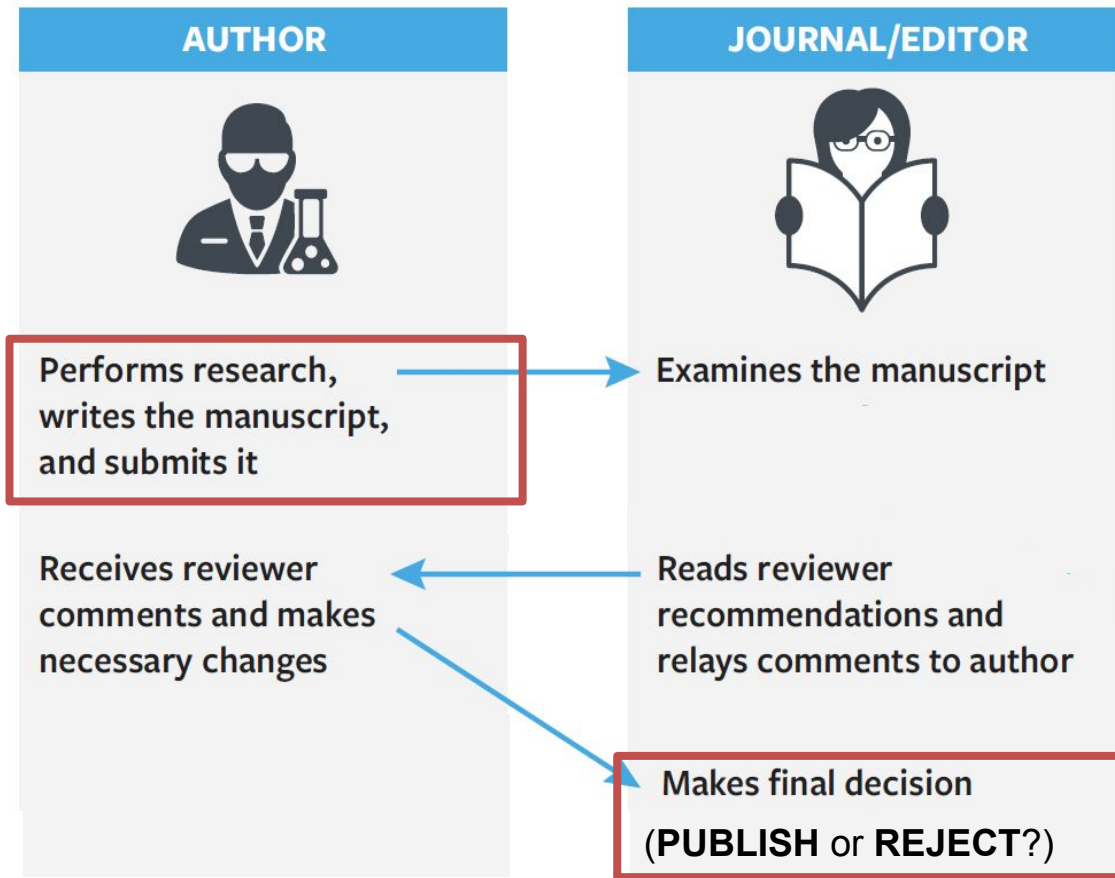 AUTHOR
JOURNAL/EDITOR
Performs research,
writes the manuscript,
and submits it
Examines the manuscript
Receives reviewer
comments and makes
necessary changes
Reads reviewer
recommendations and
relays comments to author
Makes final decision
(PUBLISH or REJECT?)